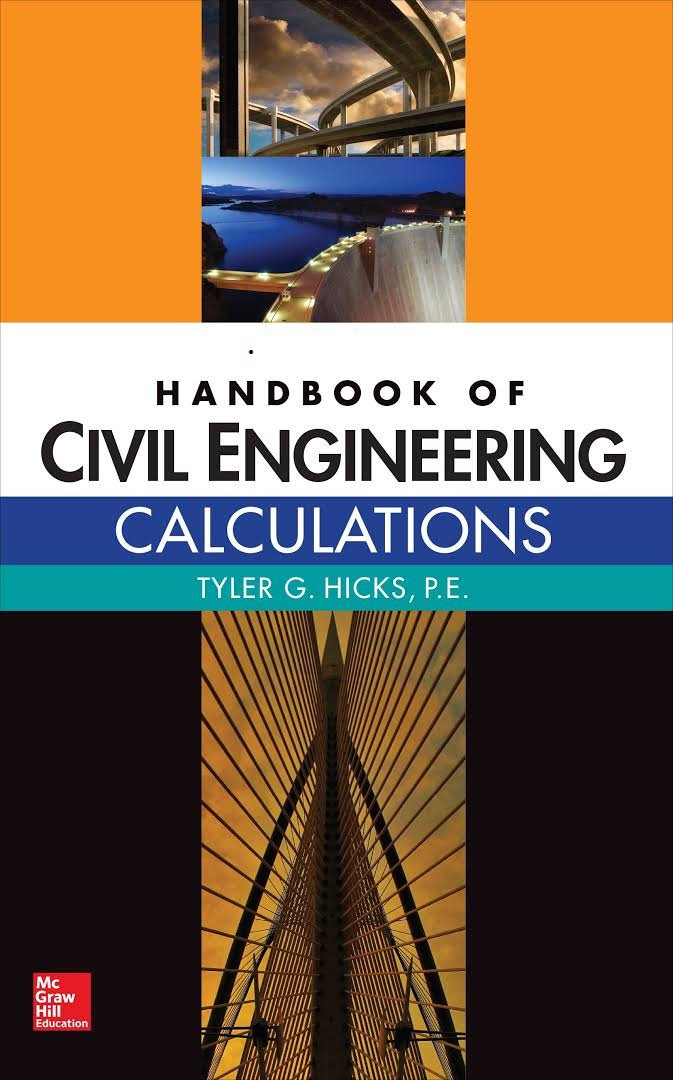 HANDBOOK OF
CIVIL ENGINEERING
CALCULATIONS
TYLER G. HICKS, P.E.
Mc
Graw
Hill
Education